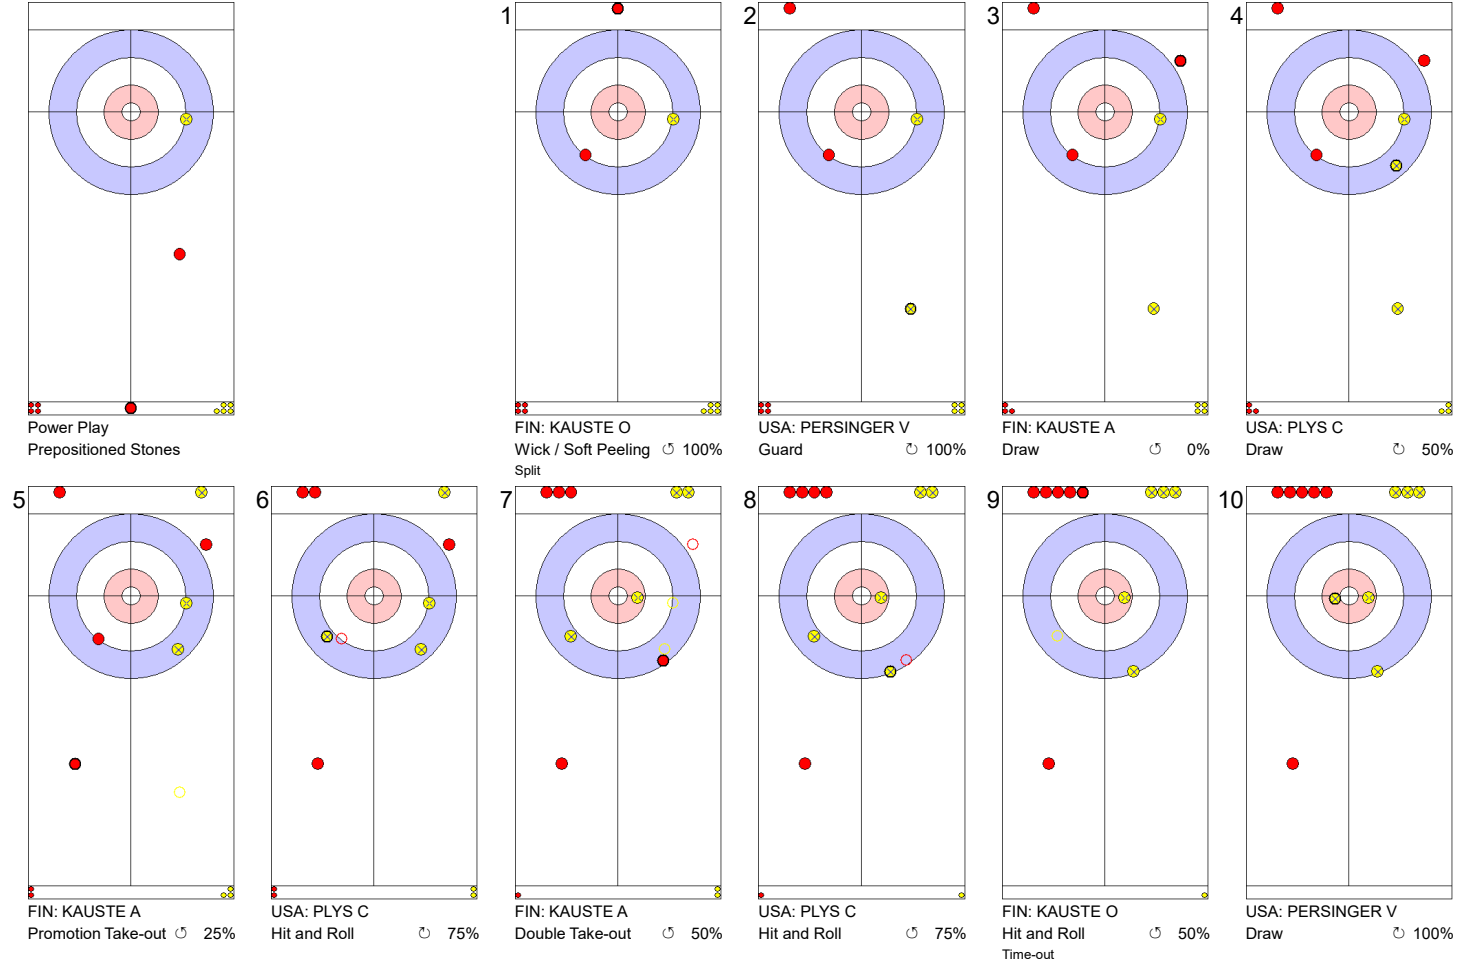 1
2
3
4
Power Play
Prepositioned Stones
FIN: KAUSTE O
Wick / Soft Peeling ↺ 100%
Split
USA: PERSINGER V
Guard ↻ 100%
FIN: KAUSTE A
Draw ↺ 0%
USA: PLYS C
Draw ↻ 50%
5
6
7
8
9
10
FIN: KAUSTE A
Promotion Take-out ↺ 25%
USA: PLYS C
Hit and Roll ↻ 75%
FIN: KAUSTE A
Double Take-out ↺ 50%
USA: PLYS C
Hit and Roll ↺ 75%
FIN: KAUSTE O
Hit and Roll ↺ 50%
Time-out
USA: PERSINGER V
Draw ↻ 100%